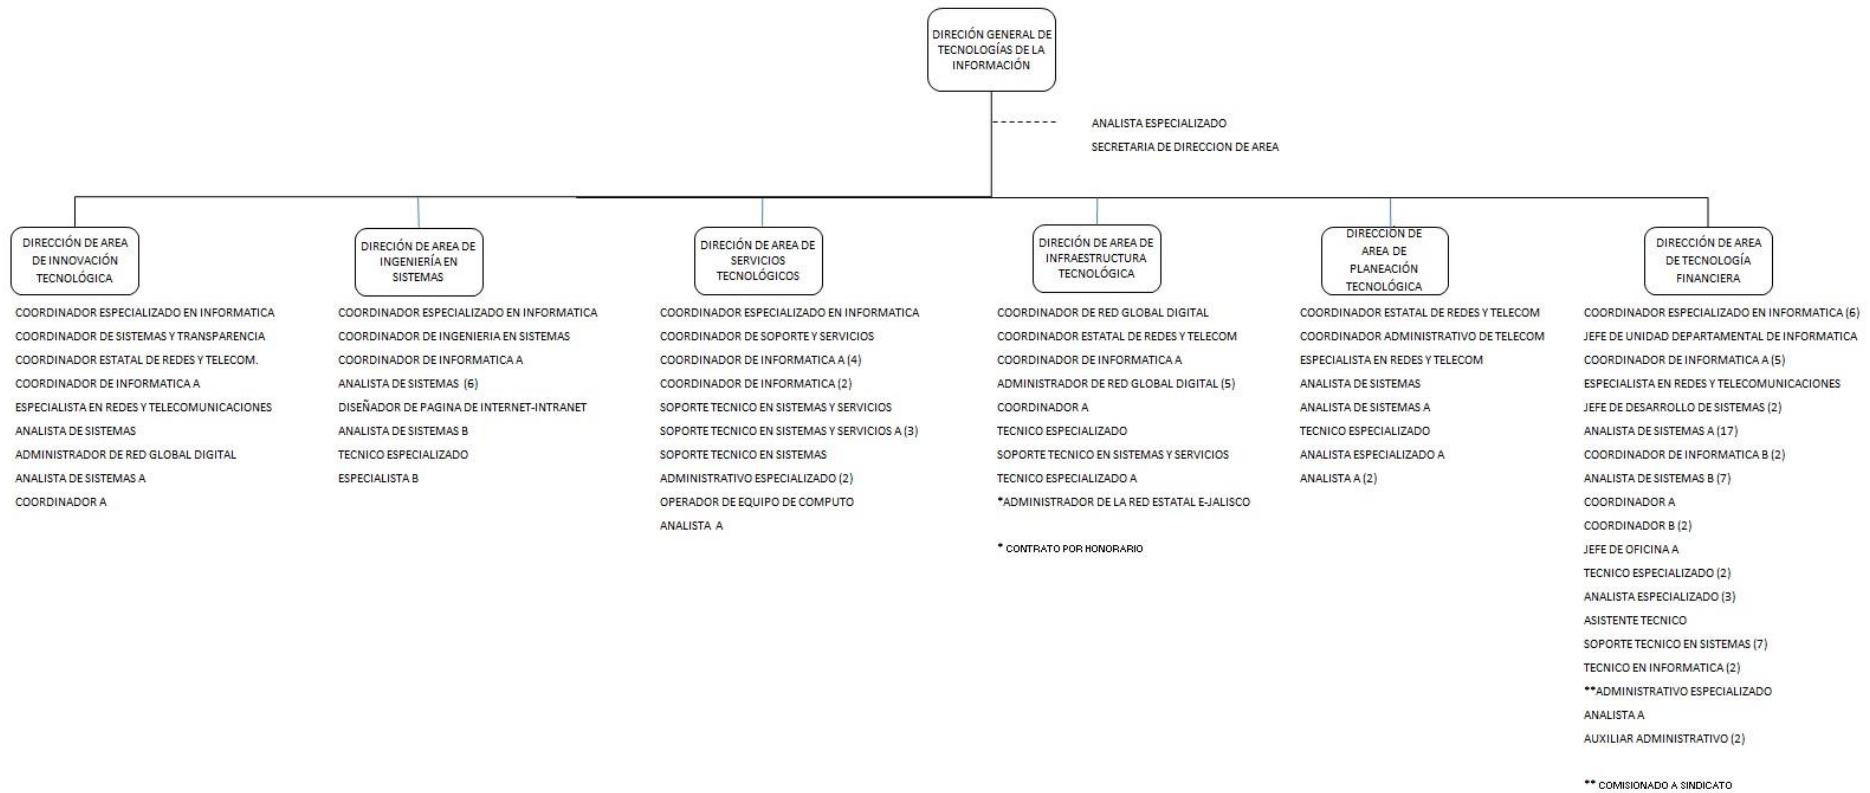 DIRECIÓN GENERAL DE
TECNOLOGÍAS DE LA
INFORMACIÓN
ANALISTA ESPECIALIZADO
SECRETARIA DE DIRECCION DE AREA
DIRECCIÓN DE AREA
DE INNOVACIÓN
TECNOLÓGICA
COORDINADOR ESPECIALIZADO EN INFORMATICA
COORDINADOR DE SISTEMAS Y TRANSPARENCIA
COORDINADOR ESTATAL DE REDES Y TELECOM.
COORDINADOR DE INFORMATICA A
ESPECIALISTA EN REDES Y TELECOMUNICACIONES
ANALISTA DE SISTEMAS
ADMINISTRADOR DE RED GLOBAL DIGITAL
ANALISTA DE SISTEMAS A
COORDINADOR A
DIRECIÓN DE AREA DE
INGENIERÍA EN
SISTEMAS
COORDINADOR ESPECIALIZADO EN INFORMATICA
COORDINADOR DE INGENIERIA EN SISTEMAS
COORDINADOR DE INFORMATICA A
ANALISTA DE SISTEMAS (6)
DISEÑADOR DE PAGINA DE INTERNET-INTRANET
ANALISTA DE SISTEMAS B
TECNICO ESPECIALIZADO
ESPECIALISTA B
DIRECIÓN DE AREA DE
SERVICIOS
TECNOLÓGICOS
COORDINADOR ESPECIALIZADO EN INFORMATICA
COORDINADOR DE SOPORTE Y SERVICIOS
COORDINADOR DE INFORMATICA A (4)
COORDINADOR DE INFORMATICA (2)
SOPORTE TECNICO EN SISTEMAS Y SERVICIOS
SOPORTE TECNICO EN SISTEMAS Y SERVICIOS A (3)
SOPORTE TECNICO EN SISTEMAS
ADMINISTRATIVO ESPECIALIZADO (2)
OPERADOR DE EQUIPO DE COMPUTO
ANALISTA A
DIRECIÓN DE AREA DE
INFRAESTRUCTURA
TECNOLÓGICA
COORDINADOR DE RED GLOBAL DIGITAL
COORDINADOR ESTATAL DE REDES Y TELECOM
COORDINADOR DE INFORMATICA A
ADMINISTRADOR DE RED GLOBAL DIGITAL (5)
COORDINADOR A
TECNICO ESPECIALIZADO
SOPORTE TECNICO EN SISTEMAS Y SERVICIOS
TECNICO ESPECIALIZADO A
*ADMINISTRADOR DE LA RED ESTATAL E-JALISCO
* CONTRATO POR HONORARIO
DIRECCIÓN DE
AREA DE
PLANEACIÓN
TECNOLÓGICA
COORDINADOR ESTATAL DE REDES Y TELECOM
COORDINADOR ADMINISTRATIVO DE TELECOM
ESPECIALISTA EN REDES Y TELECOM
ANALISTA DE SISTEMAS
ANALISTA DE SISTEMAS A
TECNICO ESPECIALIZADO
ANALISTA ESPECIALIZADO A
ANALISTA A (2)
DIRECCIÓN DE AREA
DE TECNOLOGÍA
FINANCIERA
COORDINADOR ESPECIALIZADO EN INFORMATICA (6)
JEFE DE UNIDAD DEPARTAMENTAL DE INFORMATICA
COORDINADOR DE INFORMATICA A (5)
ESPECIALISTA EN REDES Y TELECOMUNICACIONES
JEFE DE DESARROLLO DE SISTEMAS (2)
ANALISTA DE SISTEMAS A (17)
COORDINADOR DE INFORMATICA B (2)
ANALISTA DE SISTEMAS B (7)
COORDINADOR A
COORDINADOR B (2)
JEFE DE OFICINA A
TECNICO ESPECIALIZADO (2)
ANALISTA ESPECIALIZADO (3)
ASISTENTE TECNICO
SOPORTE TECNICO EN SISTEMAS (7)
TECNICO EN INFORMATICA (2)
**ADMINISTRATIVO ESPECIALIZADO
ANALISTA A
AUXILIAR ADMINISTRATIVO (2)
** COMISIONADO A SINDICATO